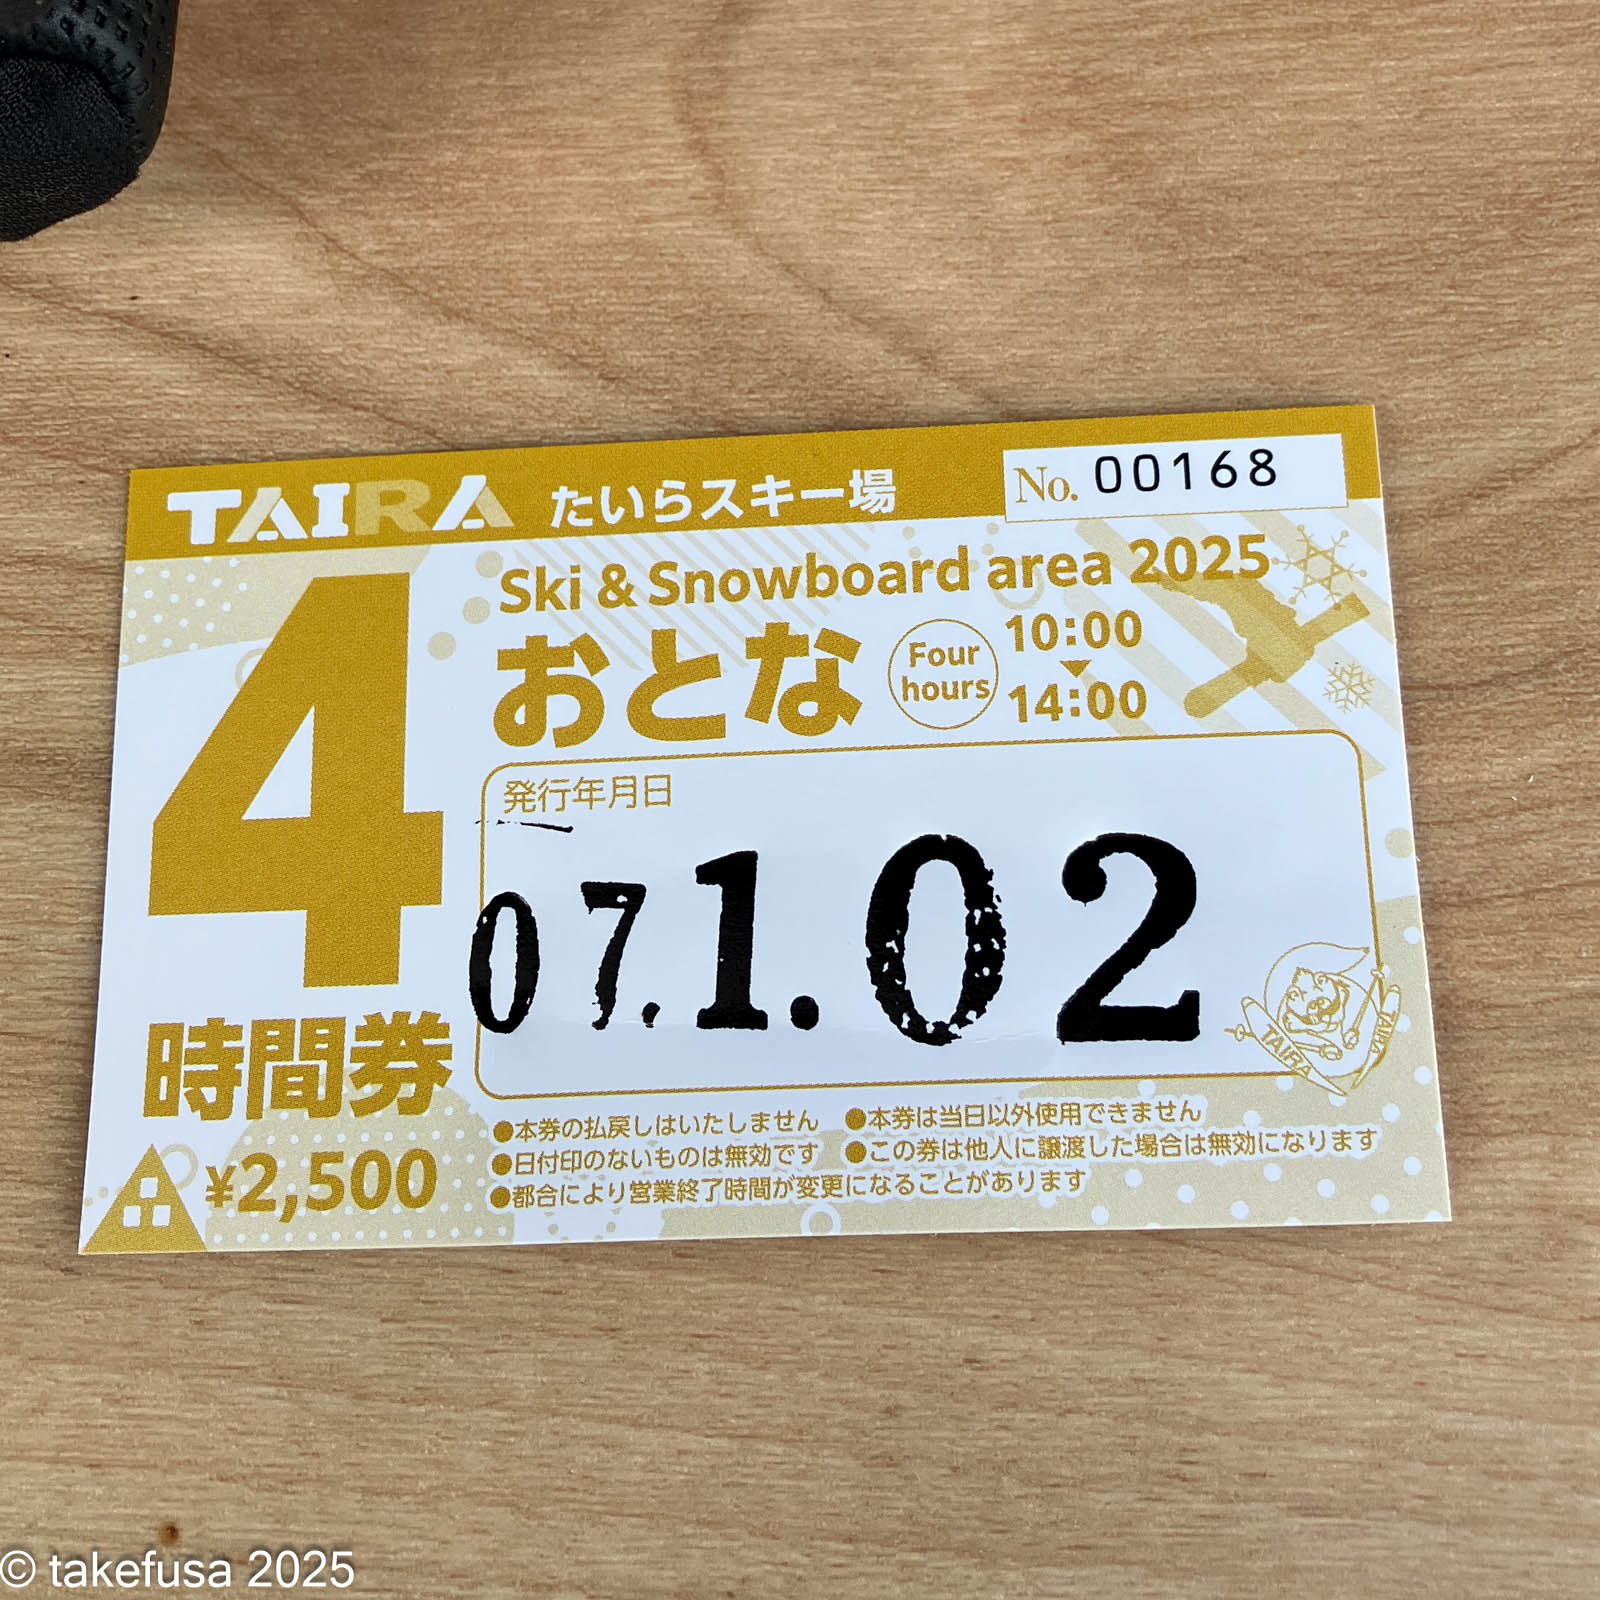 TAIRA たいらスキー場
No. 00168
Ski & Snowboard area 2025
4
時間券
¥2,500
おとな
Four
hours
10:00
14:00
発行年月日
07.1.02
TAIRA
TAIRA
●本券の払戻しはいたしません ●本券は当日以外使用できません
●日付印のないものは無効です ●この券は他人に譲渡した場合は無効になります
●都合により営業終了時間が変更になることがあります
© takefusa 2025